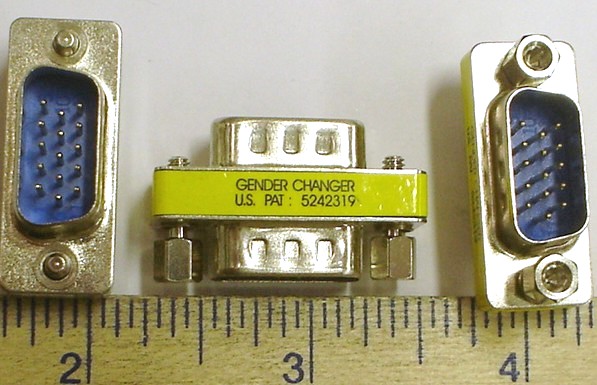 GENDER CHANGER
U.S. PAT: 5242319
2 3 4